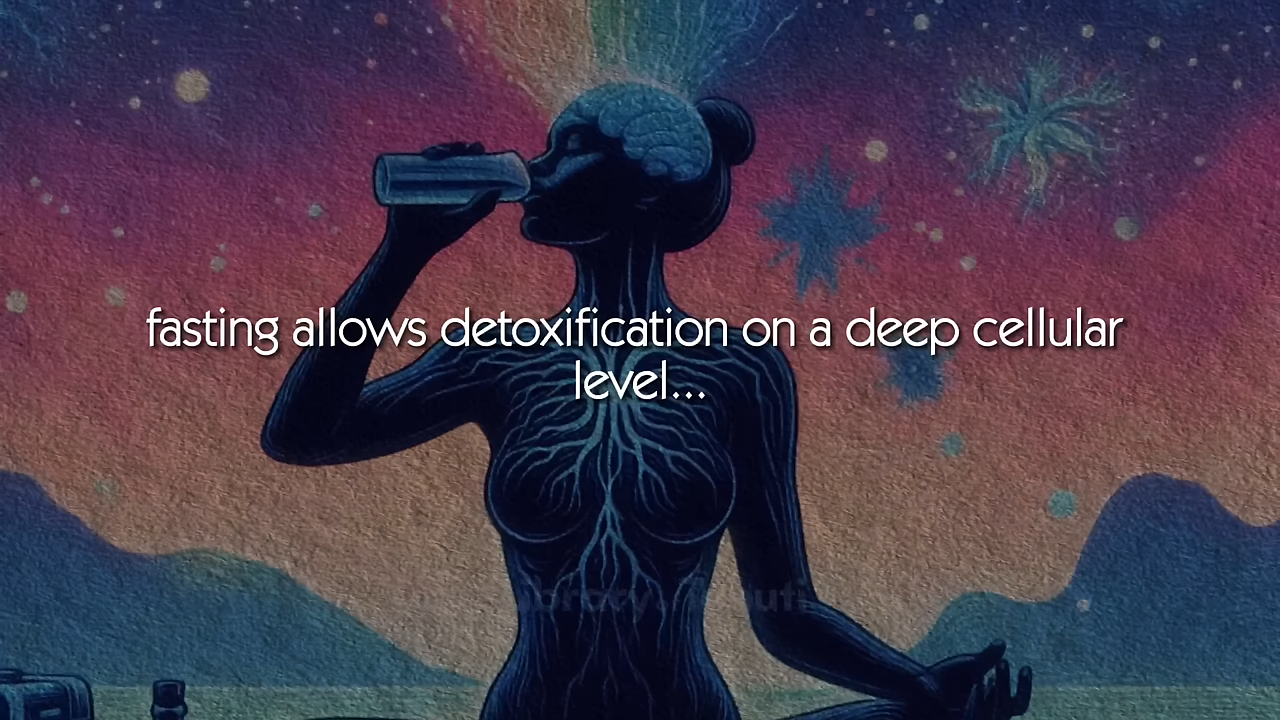 fasting allows detoxification on a deep cellular
level...